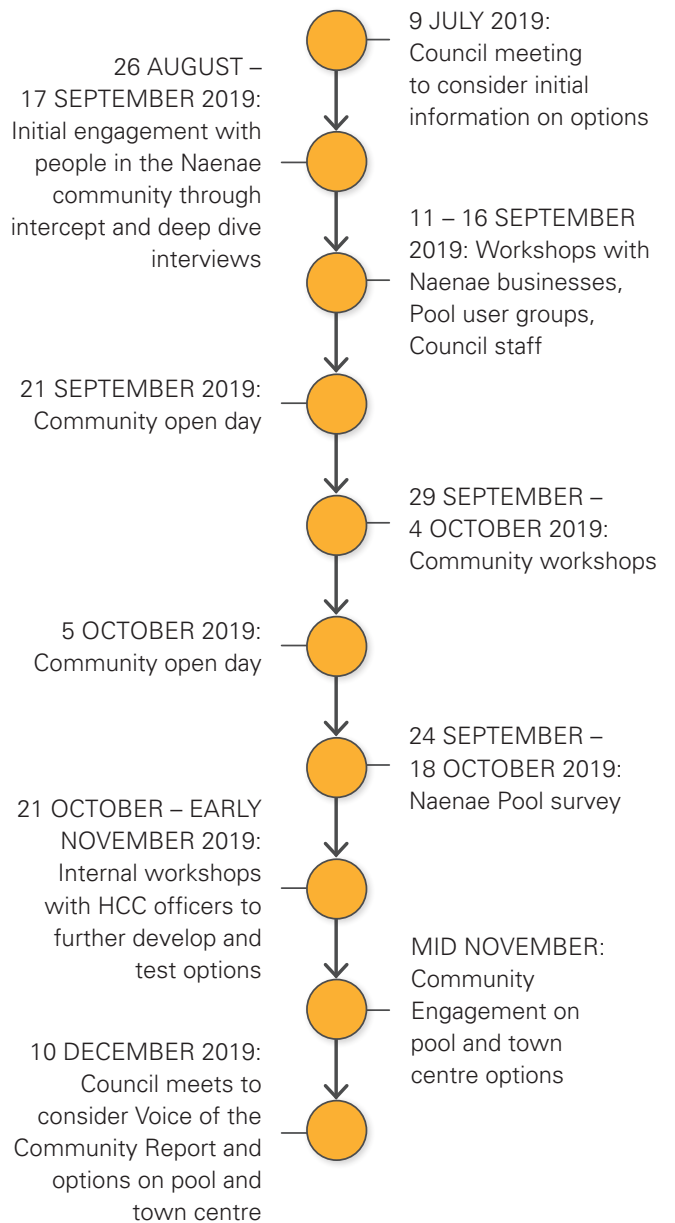 9 JULY 2019:
Council meeting
to consider initial
information on options
26 AUGUST –
17 SEPTEMBER 2019:
Initial engagement with
people in the Naenae
community through
intercept and deep dive
interviews
11 – 16 SEPTEMBER
2019: Workshops with
Naenae businesses,
Pool user groups,
Council staff
21 SEPTEMBER 2019:
Community open day
29 SEPTEMBER –
4 OCTOBER 2019:
Community workshops
5 OCTOBER 2019:
Community open day
24 SEPTEMBER –
18 OCTOBER 2019:
Naenae Pool survey
21 OCTOBER – EARLY
NOVEMBER 2019:
Internal workshops
with HCC officers to
further develop and
test options
MID NOVEMBER:
Community
Engagement on
pool and town
centre options
10 DECEMBER 2019:
Council meets to
consider Voice of the
Community Report and
options on pool and
town centre